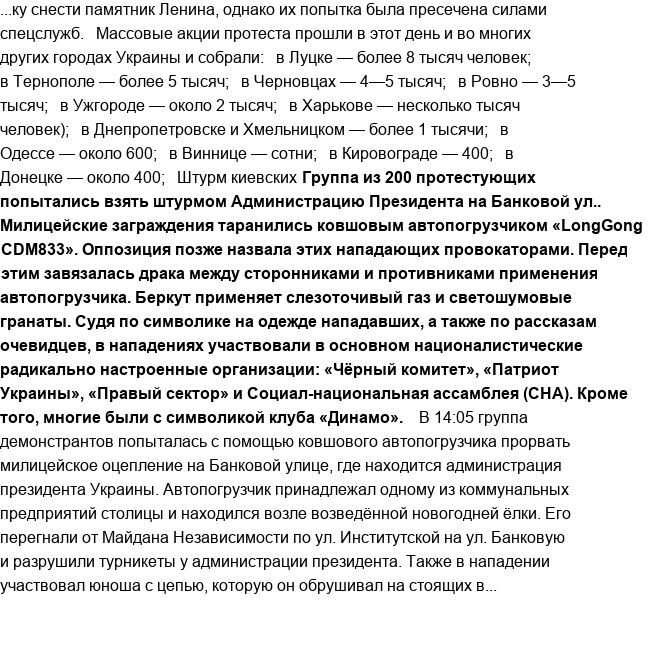 ...ку снести памятник Ленина, однако их попытка была пресечена силами
спецслужб.   Массовые акции протеста прошли в этот день и во многих
других городах Украины и собрали:   в Луцке — более 8 тысяч человек;
в Тернополе — более 5 тысяч;   в Черновцах — 4—5 тысяч;   в Ровно — 3—5
тысяч;   в Ужгороде — около 2 тысяч;   в Харькове — несколько тысяч
человек);   в Днепропетровске и Хмельницком — более 1 тысячи;   в
Одессе — около 600;   в Виннице — сотни;   в Кировограде — 400;   в
Донецке — около 400;   Штурм киевских Группа из 200 протестующих
попытались взять штурмом Администрацию Президента на Банковой ул..
Милицейские заграждения таранились ковшовым автопогрузчиком «LongGong
CDM833». Оппозиция позже назвала этих нападающих провокаторами. Перед
этим завязалась драка между сторонниками и противниками применения
автопогрузчика. Беркут применяет слезоточивый газ и светошумовые
гранаты. Судя по символике на одежде нападавших, а также по рассказам
очевидцев, в нападениях участвовали в основном националистические
радикально настроенные организации: «Чёрный комитет», «Патриот
Украины», «Правый сектор» и Социал-национальная ассамблея (СНА). Кроме
того, многие были с символикой клуба «Динамо».    В 14:05 группа
демонстрантов попыталась с помощью ковшового автопогрузчика прорвать
милицейское оцепление на Банковой улице, где находится администрация
президента Украины. Автопогрузчик принадлежал одному из коммунальных
предприятий столицы и находился возле возведённой новогодней ёлки. Его
перегнали от Майдана Независимости по ул. Институтской на ул. Банковую
и разрушили турникеты у администрации президента. Также в нападении
участвовал юноша с цепью, которую он обрушивал на стоящих в...